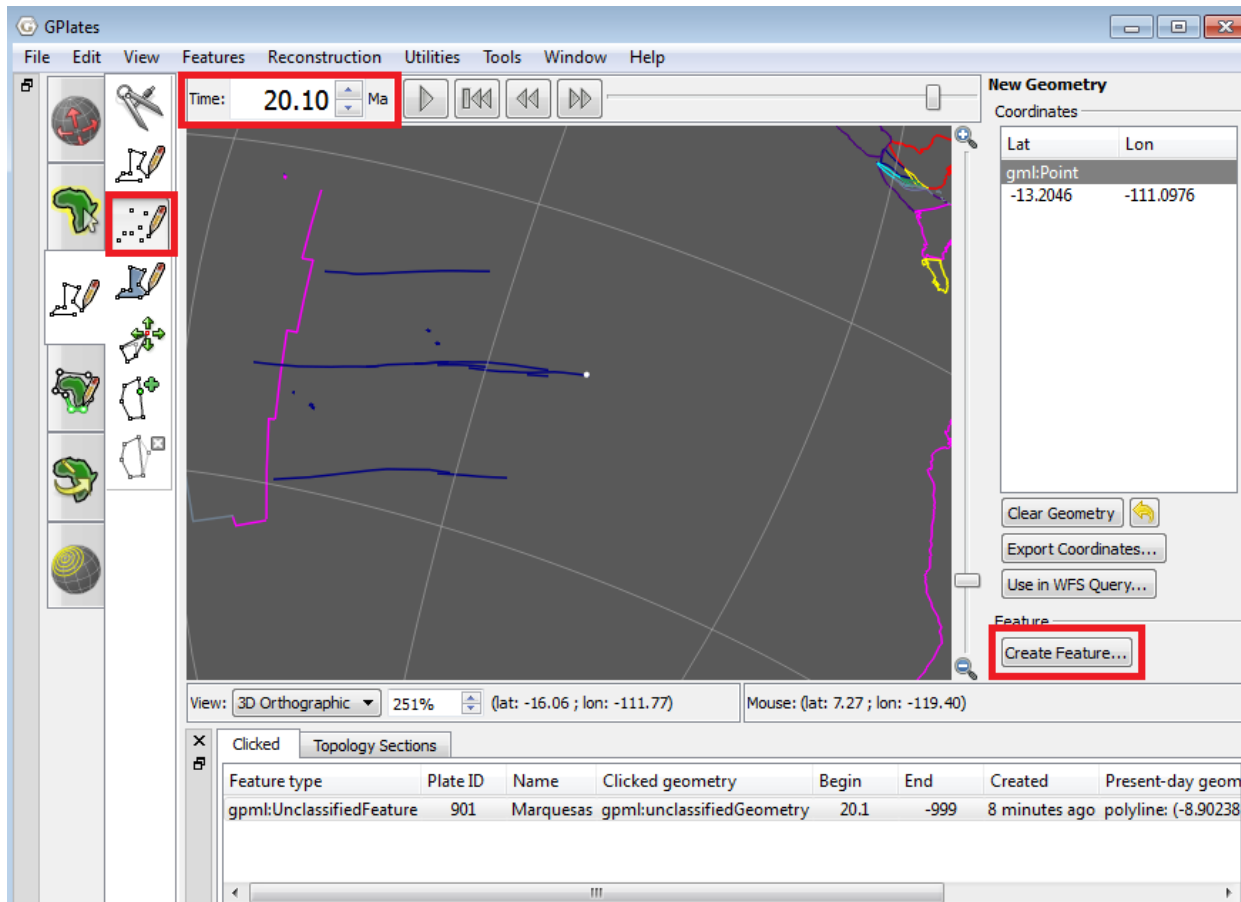 GPlates
File Edit View Features Reconstruction Utilities Tools Window Help
Time: 20.10 Ma
New Geometry
Coordinates
Lat Lon
gml:Point
-13.2046 -111.0976
Clear Geometry
Export Coordinates...
Use in WFS Query...
Feature
Create Feature...
View: 3D Orthographic 251% (lat: -16.06 ; lon: -111.77) Mouse: (lat: 7.27 ; lon: -119.40)
Clicked Topology Sections
Feature type Plate ID Name Clicked geometry Begin End Created Present-day geom
gpml:UnclassifiedFeature 901 Marquesas gpml:unclassifiedGeometry 20.1 -999 8 minutes ago polyline: (-8.90238